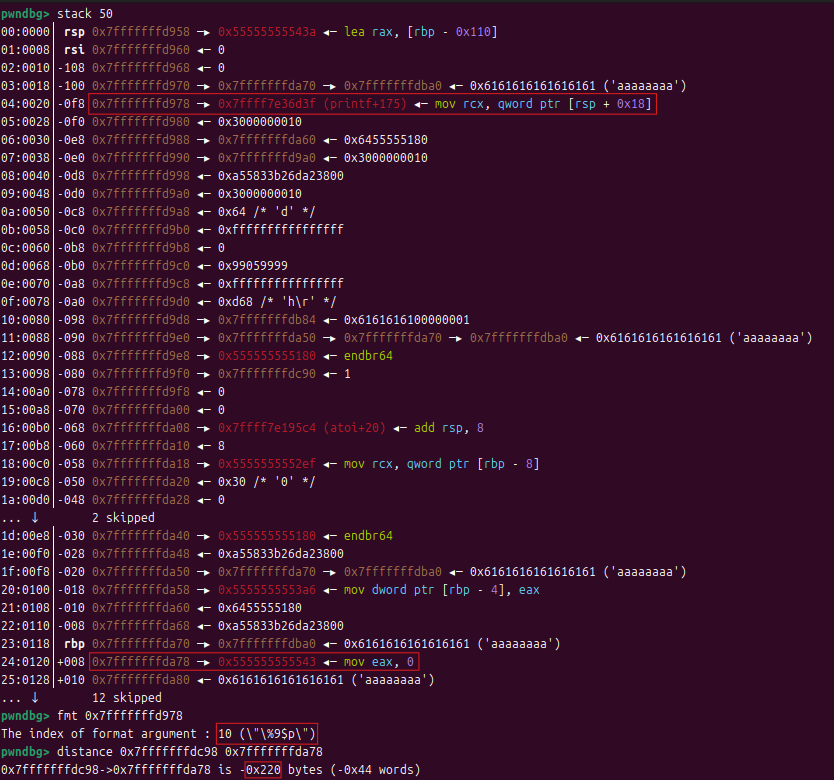 pwndbg> stack 50
00:0000│ rsp 0x7fffffffd958 —▸ 0x55555555543a ◂— lea rax, [rbp - 0x110]
01:0008│ rsi 0x7fffffffd960 ◂— 0
02:0010│-108 0x7fffffffd968 ◂— 0
03:0018│-100 0x7fffffffd970 —▸ 0x7fffffffda70 —▸ 0x7fffffffdba0 ◂— 0x6161616161616161 ('aaaaaaaa')
04:0020│-0f8 0x7fffffffd978 —▸ 0x7ffff7e36d3f (printf+175) ◂— mov rcx, qword ptr [rsp + 0x18]
05:0028│-0f0 0x7fffffffd980 ◂— 0x3000000010
06:0030│-0e8 0x7fffffffd988 —▸ 0x7fffffffda60 ◂— 0x6455555180
07:0038│-0e0 0x7fffffffd990 —▸ 0x7fffffffd9a0 ◂— 0x3000000010
08:0040│-0d8 0x7fffffffd998 ◂— 0xa55833b26da23800
09:0048│-0d0 0x7fffffffd9a0 ◂— 0x3000000010
0a:0050│-0c8 0x7fffffffd9a8 ◂— 0x64 /* 'd' */
0b:0058│-0c0 0x7fffffffd9b0 ◂— 0xffffffffffffffff
0c:0060│-0b8 0x7fffffffd9b8 ◂— 0
0d:0068│-0b0 0x7fffffffd9c0 ◂— 0x99059999
0e:0070│-0a8 0x7fffffffd9c8 ◂— 0xffffffffffffffff
0f:0078│-0a0 0x7fffffffd9d0 ◂— 0xd68 /* 'h\r' */
10:0080│-098 0x7fffffffd9d8 —▸ 0x7fffffffdb84 ◂— 0x6161616100000001
11:0088│-090 0x7fffffffd9e0 —▸ 0x7fffffffda50 —▸ 0x7fffffffda70 —▸ 0x7fffffffdba0 ◂— 0x6161616161616161 ('aaaaaaaa')
12:0090│-088 0x7fffffffd9e8 —▸ 0x555555555180 ◂— endbr64
13:0098│-080 0x7fffffffd9f0 —▸ 0x7fffffffdc90 ◂— 1
14:00a0│-078 0x7fffffffd9f8 ◂— 0
15:00a8│-070 0x7fffffffda00 ◂— 0
16:00b0│-068 0x7fffffffda08 —▸ 0x7ffff7e195c4 (atoi+20) ◂— add rsp, 8
17:00b8│-060 0x7fffffffda10 ◂— 8
18:00c0│-058 0x7fffffffda18 —▸ 0x5555555552ef ◂— mov rcx, qword ptr [rbp - 8]
19:00c8│-050 0x7fffffffda20 ◂— 0x30 /* '0' */
1a:00d0│-048 0x7fffffffda28 ◂— 0
... ↓ 2 skipped
1d:00e8│-030 0x7fffffffda40 —▸ 0x555555555180 ◂— endbr64
1e:00f0│-028 0x7fffffffda48 ◂— 0xa55833b26da23800
1f:00f8│-020 0x7fffffffda50 —▸ 0x7fffffffda70 —▸ 0x7fffffffdba0 ◂— 0x6161616161616161 ('aaaaaaaa')
20:0100│-018 0x7fffffffda58 —▸ 0x5555555553a6 ◂— mov dword ptr [rbp - 4], eax
21:0108│-010 0x7fffffffda60 ◂— 0x6455555180
22:0110│-008 0x7fffffffda68 ◂— 0xa55833b26da23800
23:0118│ rbp 0x7fffffffda70 —▸ 0x7fffffffdba0 ◂— 0x6161616161616161 ('aaaaaaaa')
24:0120│+008 0x7fffffffda78 —▸ 0x555555555543 ◂— mov eax, 0
25:0128│+010 0x7fffffffda80 ◂— 0x6161616161616161 ('aaaaaaaa')
... ↓ 12 skipped
pwndbg> fmt 0x7fffffffd978
The index of format argument : 10 (\"\%9$p\")
pwndbg> distance 0x7fffffffdc98 0x7fffffffda78
0x7fffffffdc98->0x7fffffffda78 is -0x220 bytes (-0x44 words)